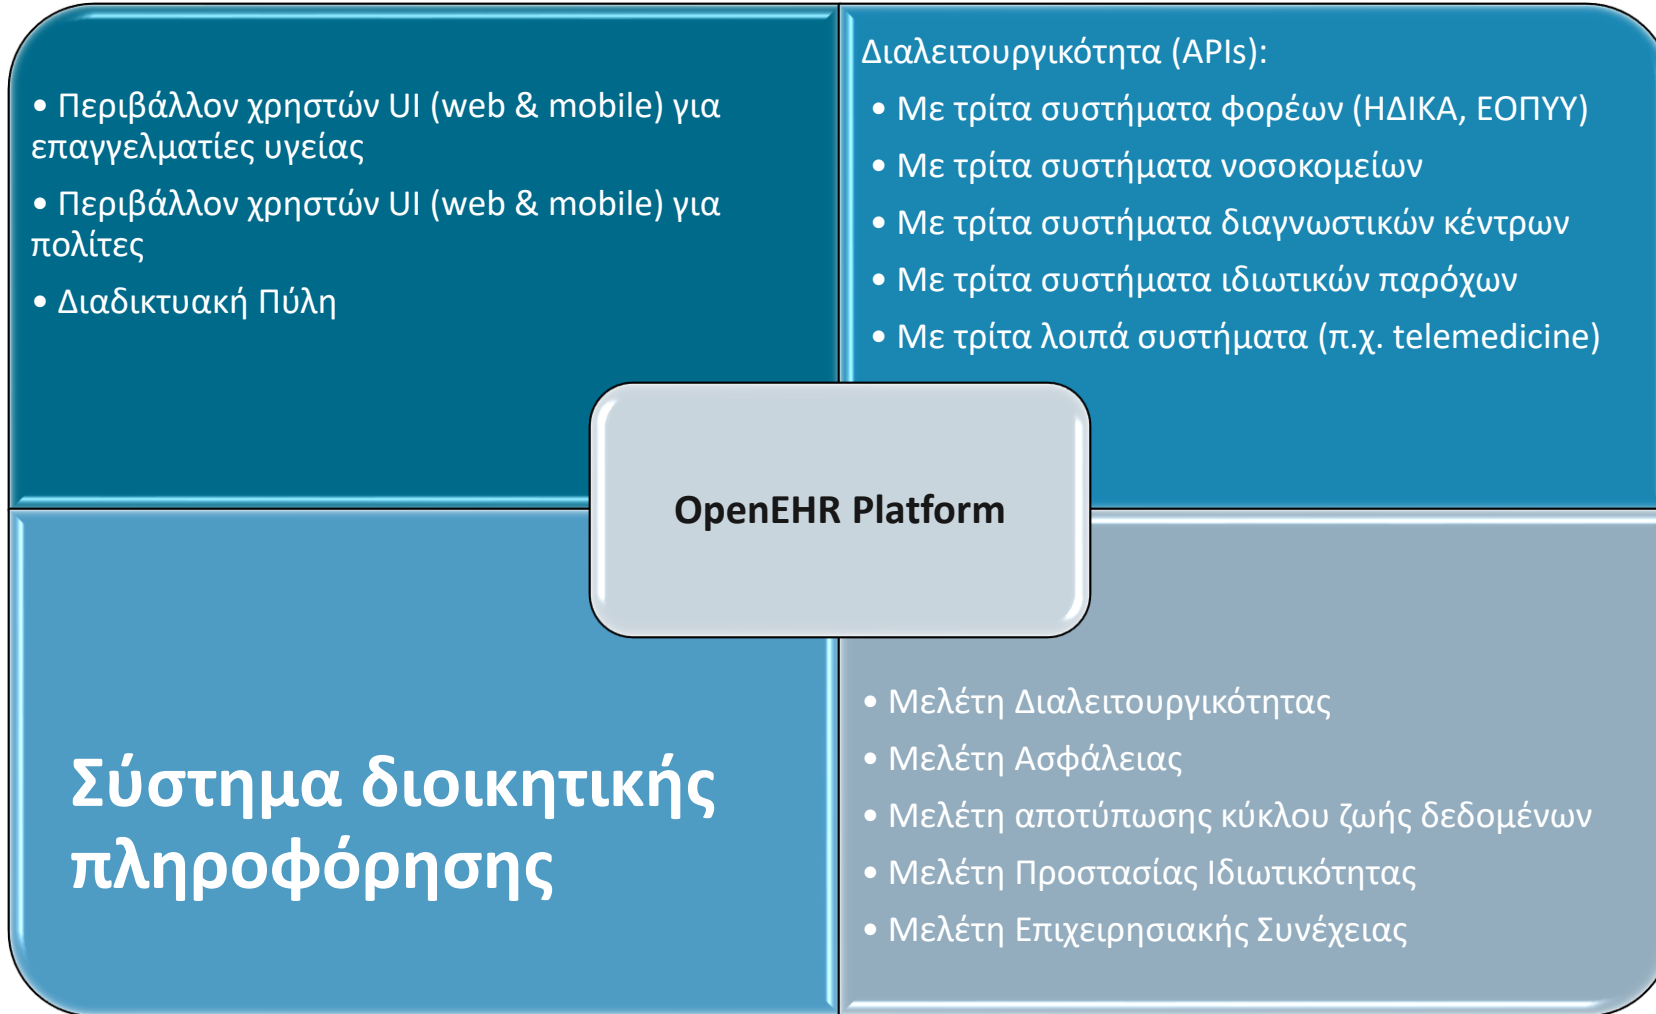 • Περιβάλλον χρηστών UI (web & mobile) για
επαγγελματίες υγείας
• Περιβάλλον χρηστών UI (web & mobile) για
πολίτες
• Διαδικτυακή Πύλη
Διαλειτουργικότητα (APIs):
• Με τρίτα συστήματα φορέων (ΗΔΙΚΑ, ΕΟΠΥΥ)
• Με τρίτα συστήματα νοσοκομείων
• Με τρίτα συστήματα διαγνωστικών κέντρων
• Με τρίτα συστήματα ιδιωτικών παρόχων
• Με τρίτα λοιπά συστήματα (π.χ. telemedicine)
OpenEHR Platform
Σύστημα διοικητικής
πληροφόρησης
• Μελέτη Διαλειτουργικότητας
• Μελέτη Ασφάλειας
• Μελέτη αποτύπωσης κύκλου ζωής δεδομένων
• Μελέτη Προστασίας Ιδιωτικότητας
• Μελέτη Επιχειρησιακής Συνέχειας